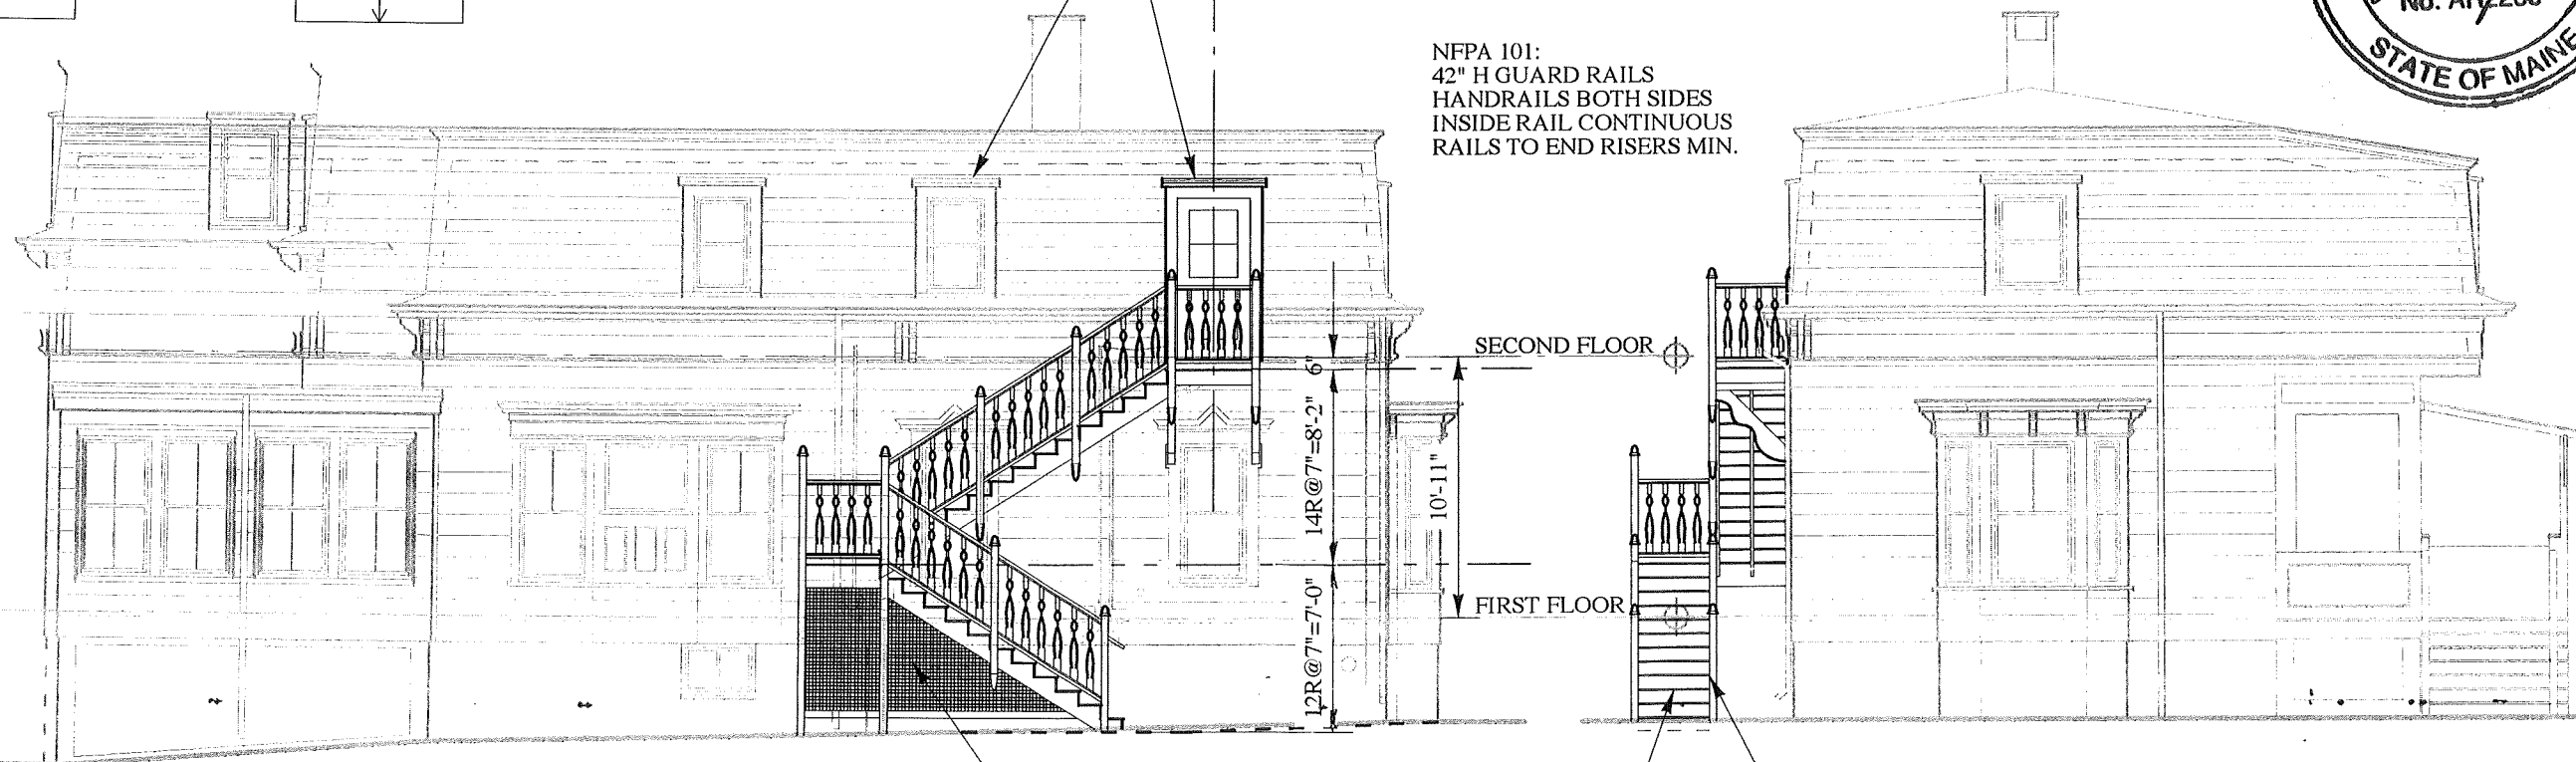 NFPA 101:
42" H GUARD RAILS
HANDRAILS BOTH SIDES
INSIDE RAIL CONTINUOUS
RAILS TO END RISERS MIN.
STATE OF MAINE
SECOND FLOOR
6"
14R@7"=8'-2"
10'-11"
FIRST FLOOR
12R@7"=7'-0"